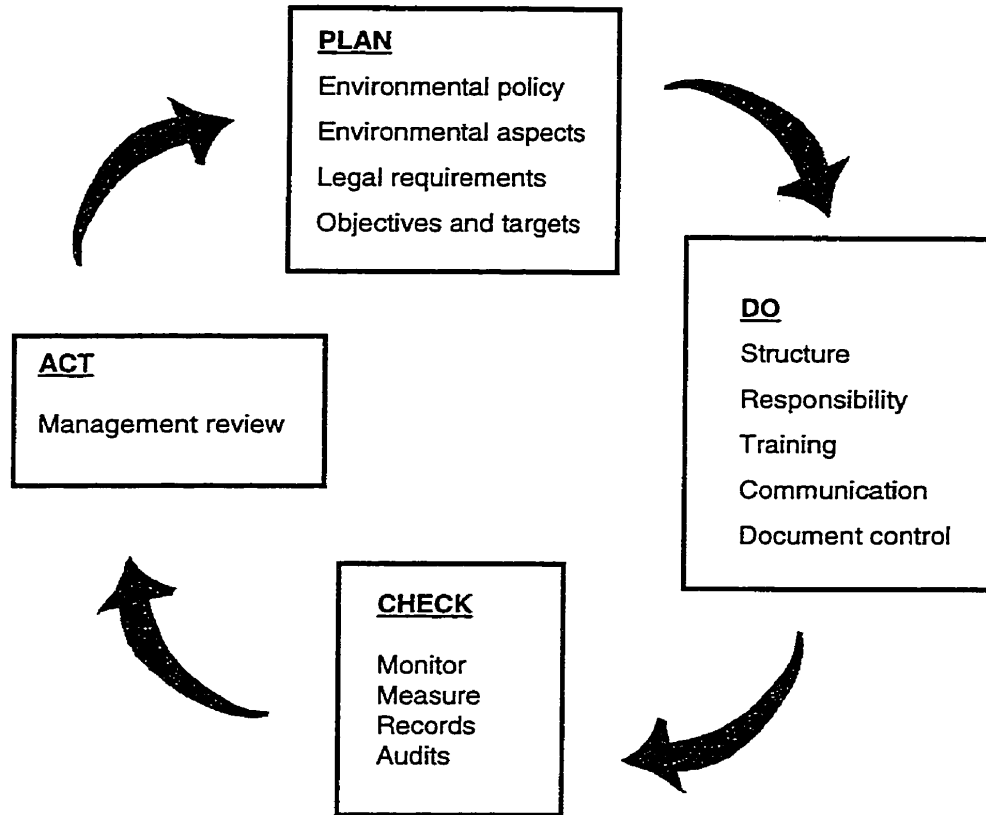 PLAN
Environmental policy
Environmental aspects
Legal requirements
Objectives and targets
DO
Structure
Responsibility
Training
Communication
Document control
CHECK
Monitor
Measure
Records
Audits
ACT
Management review